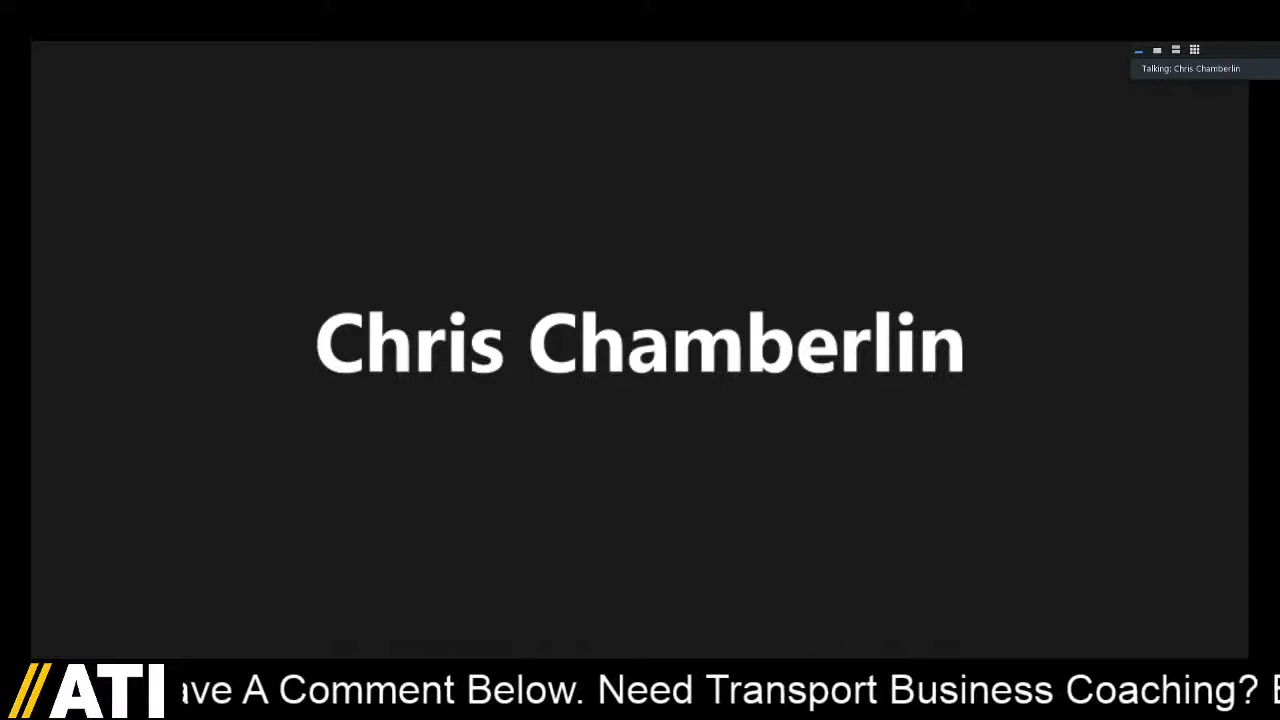 Talking: Chris Chamberlin
Chris Chamberlin
//ATI
ave A Comment Below. Need Transport Business Coaching?